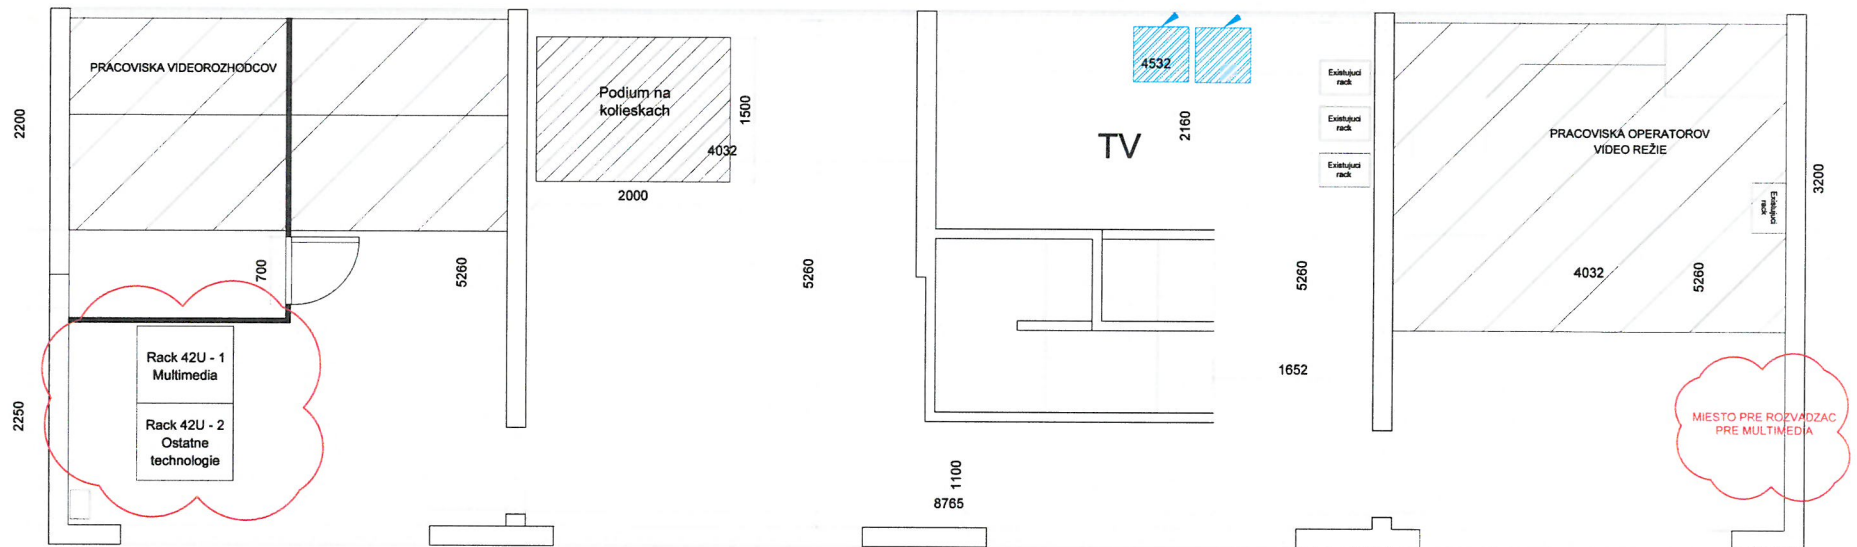 PRACOVISKA VIDEOROZHODCOV
2200
700
5260
Rack 42U - 1
Multimedia
Rack 42U - 2
Ostatne
technologie
2250
Podium na
kolieskach
1500
4032
2000
5260
4532
TV
2160
Existujuci
rack
Existujuci
rack
Existujuci
rack
5260
1652
1100
8765
PRACOVISKA OPERATOROV
VIDEO REŽIE
Existujuci
rack
3200
4032
5260
MIESTO PRE ROZVADZAC
PRE MULTIMEDIA